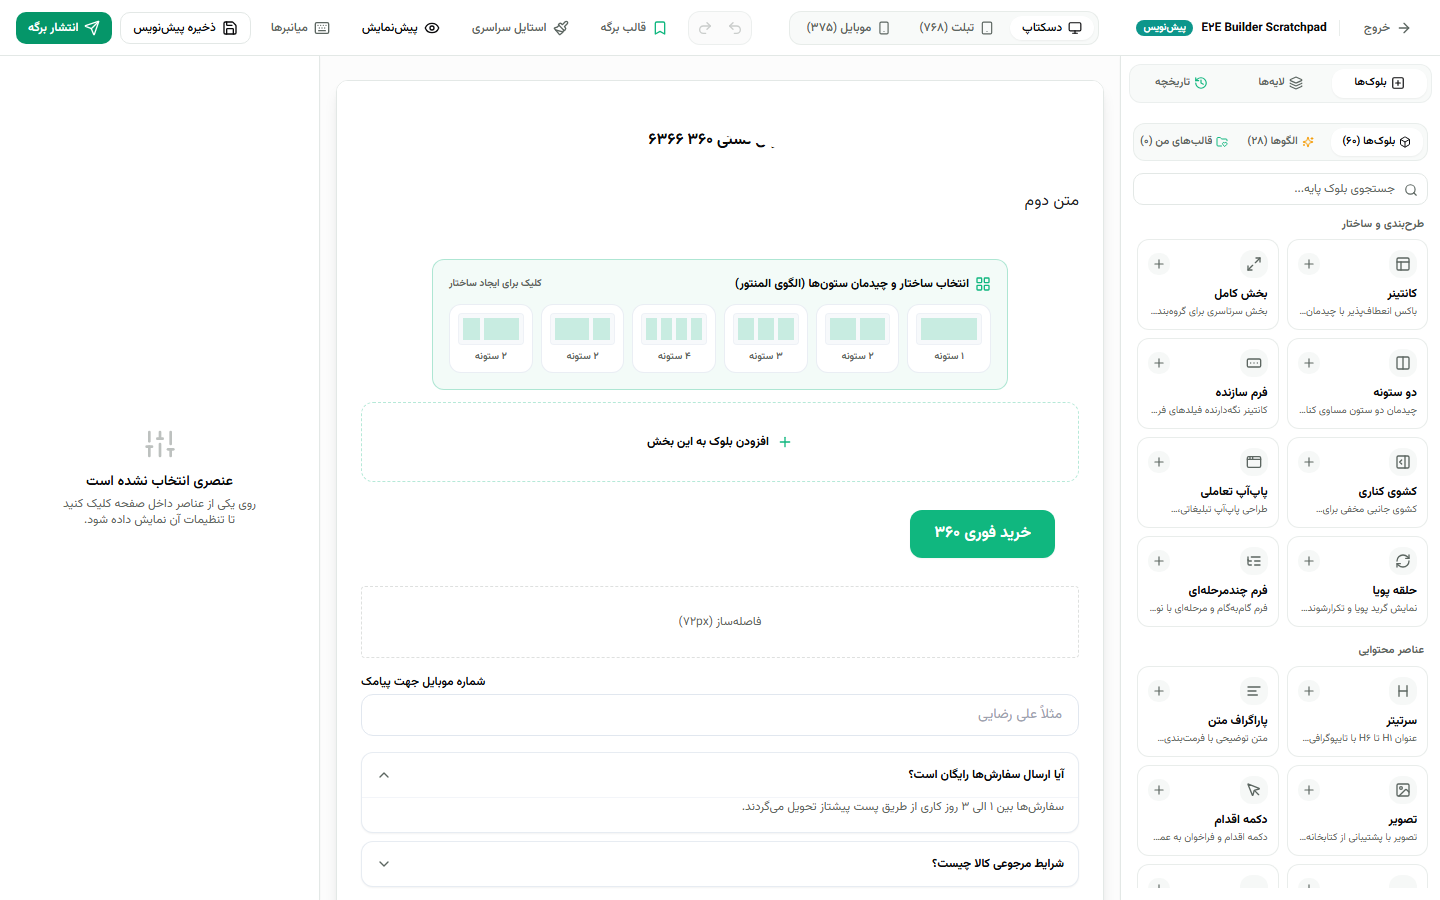 خروج
E2E Builder Scratchpad پیش‌نویس
دسکتاپ
تبلت (۷۶۸)
موبایل (۳۷۵)
قالب برگه
استایل سراسری
پیش‌نمایش
میانبرها
ذخیره پیش‌نویس
انتشار برگه
بلوک‌ها
لایه‌ها
تاریخچه
بلوک‌ها (۶۰)
الگوها (۲۸)
قالب‌های من (۰)
جستجوی بلوک پایه...
طرح‌بندی و ساختار
کانتینر
باکس انعطاف‌پذیر با چیدمان...
بخش کامل
بخش سرتاسری برای گروه‌بند...
دو ستونه
چیدمان دو ستون مساوی کنا...
فرم سازنده
کانتینر نگه‌دارنده فیلدهای فر...
کشوی کناری
کشوی جانبی مخفی برای...
پاپ‌آپ تعاملی
طراحی پاپ‌آپ تبلیغاتی،...
حلقه پویا
نمایش گرید پویا و تکرارشوند...
فرم چندمرحله‌ای
فرم گام‌به‌گام و مرحله‌ای با نو...
عناصر محتوایی
سرتیتر
عنوان H1 تا H6 با تایپوگرافی...
پاراگراف متن
متن توضیحی با فرمت‌بندی...
تصویر
تصویر با پشتیبانی از کتابخانه...
دکمه اقدام
دکمه اقدام و فراخوان به عمـ...
۳۶۰ ۶۳۶۶
متن دوم
انتخاب ساختار و چیدمان ستون‌ها (الگوی المنتور)
کلیک برای ایجاد ساختار
۱ ستونه
۲ ستونه
۳ ستونه
۴ ستونه
۲ ستونه
۲ ستونه
افزودن بلوک به این بخش
خرید فوری ۳۶۰
فاصله‌ساز (۷۲px)
شماره موبایل جهت پیامک
مثلاً علی رضایی
آیا ارسال سفارش‌ها رایگان است؟
سفارش‌ها بین ۱ الی ۳ روز کاری از طریق پست پیشتاز تحویل می‌گردند.
شرایط مرجوعی کالا چیست؟
عنصری انتخاب نشده است
روی یکی از عناصر داخل صفحه کلیک کنید
تا تنظیمات آن نمایش داده شود.